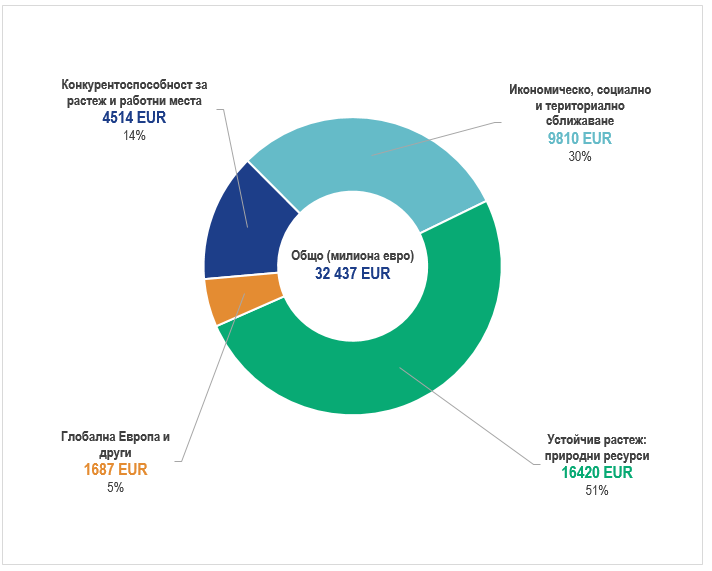 Конкурентоспособност за
растеж и работни места
4514 EUR
14%
Икономическо, социално
и териториално
сближаване
9810 EUR
30%
Общо (милиона евро)
32 437 EUR
Глобална Европа и
други
1687 EUR
5%
Устойчив растеж:
природни ресурси
16420 EUR
51%